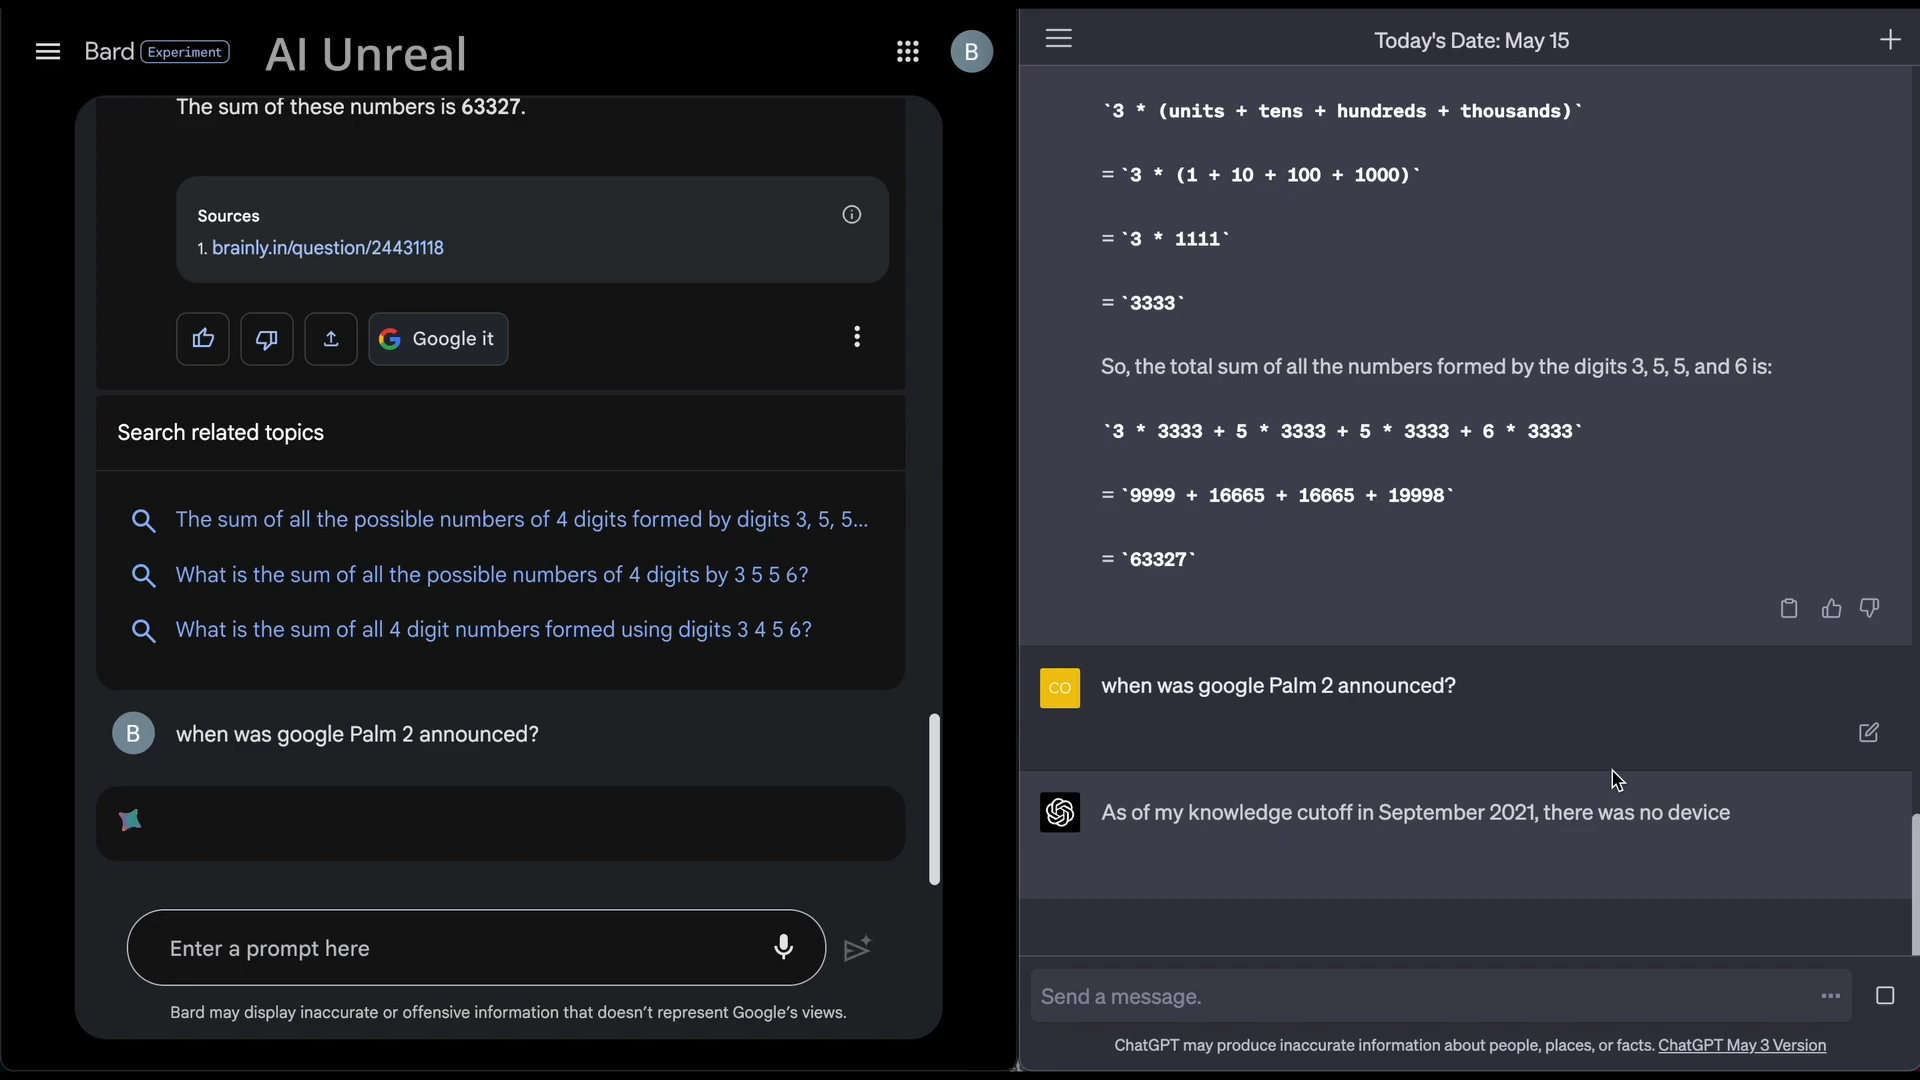 Bard Experiment AI Unreal
B
The sum of these numbers is 63327.
Sources
1. brainly.in/question/24431118
Google it
Search related topics
The sum of all the possible numbers of 4 digits formed by digits 3, 5, 5...
What is the sum of all the possible numbers of 4 digits by 3 5 5 6?
What is the sum of all 4 digit numbers formed using digits 3 4 5 6?
B
when was google Palm 2 announced?
Enter a prompt here
Bard may display inaccurate or offensive information that doesn't represent Google's views.
Today's Date: May 15
`3 * (units + tens + hundreds + thousands)`
= `3 * (1 + 10 + 100 + 1000)`
= `3 * 1111`
= `3333`
So, the total sum of all the numbers formed by the digits 3, 5, 5, and 6 is:
`3 * 3333 + 5 * 3333 + 5 * 3333 + 6 * 3333`
= `9999 + 16665 + 16665 + 19998`
= `63327`
CO
when was google Palm 2 announced?
As of my knowledge cutoff in September 2021, there was no device
Send a message.
ChatGPT may produce inaccurate information about people, places, or facts. ChatGPT May 3 Version